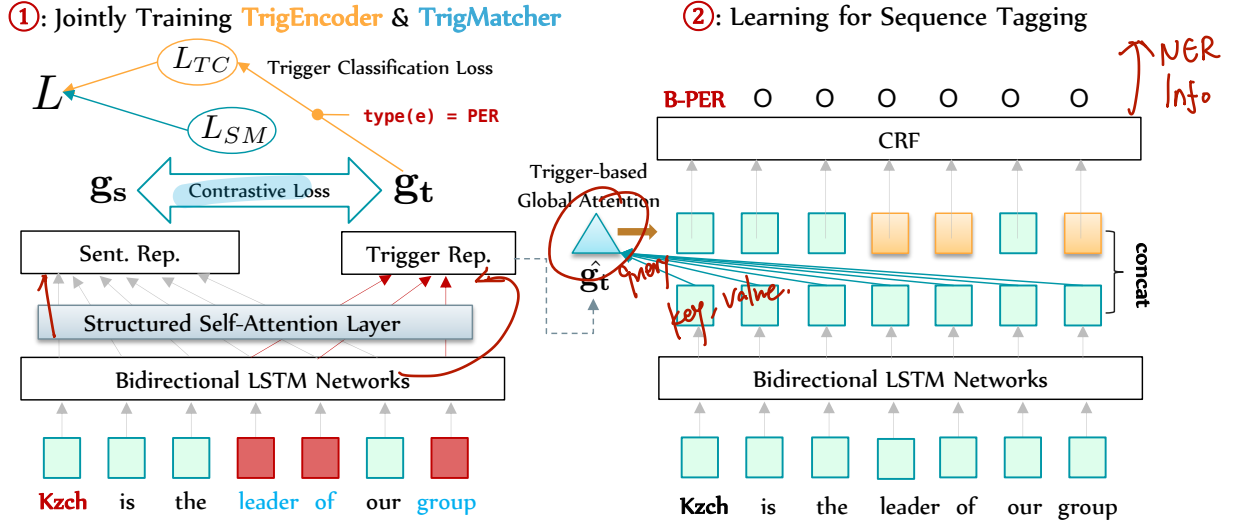 ①: Jointly Training TrigEncoder & TrigMatcher
L
L_TC
Trigger Classification Loss
type(e) = PER
L_SM
g_s
Contrastive Loss
g_t
Sent. Rep.
Trigger Rep.
Structured Self-Attention Layer
Bidirectional LSTM Networks
Kzch is the leader of our group
②: Learning for Sequence Tagging
NER
Info
B-PER O O O O O O
CRF
Trigger-based
Global Attention
ĝ_t
query
key, value.
concat
Bidirectional LSTM Networks
Kzch is the leader of our group